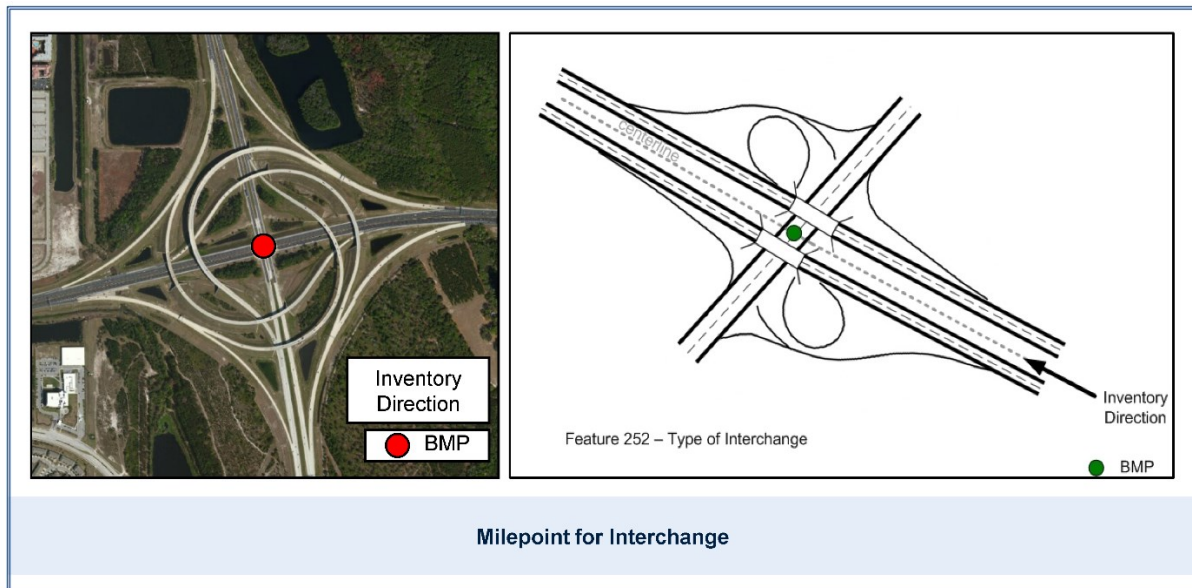 Inventory
Direction
BMP
centerline
Inventory
Direction
Feature 252 – Type of Interchange
BMP
Milepoint for Interchange